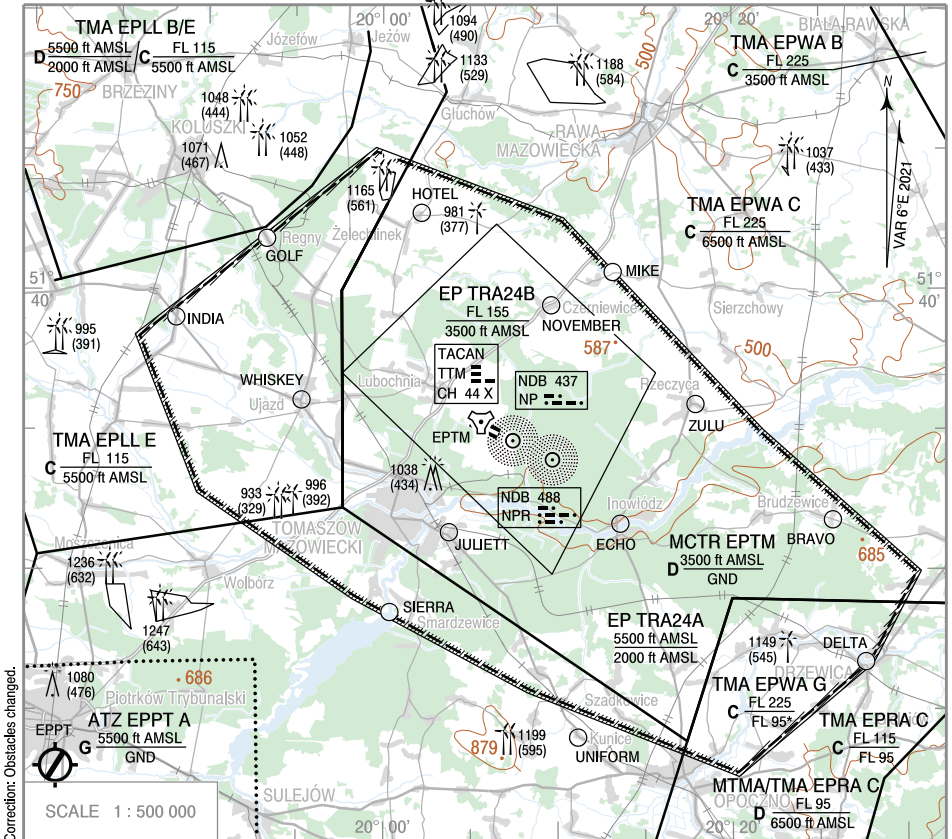 20° 00'
20° 20'
TMA EPLL B/E
D 5500 ft AMSL / 2000 ft AMSL C FL 115 / 5500 ft AMSL
750
BRZEZINY
Józefów
Jeżów
1094
(490)
1133
(529)
1188
(584)
500
BIAŁA RAWSKA
TMA EPWA B
C FL 225
3500 ft AMSL
N
VAR 6°E 2021
1048
(444)
KOLUSZKI
1052
(448)
1071
(467)
Głuchów
RAWA
MAZOWIECKA
1037
(433)
1165
(561)
HOTEL
981
(377)
Żelechlinek
Regny
GOLF
TMA EPWA C
C FL 225
6500 ft AMSL
MIKE
51°
40'
EP TRA24B
FL 155
3500 ft AMSL
Czerniewice
NOVEMBER
Sierzchowy
INDIA
995
(391)
587
500
TACAN
TTM
CH 44 X
NDB 437
NP
WHISKEY
Ujazd
Lubochnia
Rzeczyca
ZULU
EPTM
TMA EPLL E
C FL 115
5500 ft AMSL
1038
(434)
933
(329)
996
(392)
NDB 488
NPR
Inowłódz
Brudzewice
TOMASZÓW
MAZOWIECKI
JULIETT
ECHO
MCTR EPTM
D 3500 ft AMSL
GND
BRAVO
685
Moszczenica
1236
(632)
Wolbórz
1247
(643)
SIERRA
Smardzewice
EP TRA24A
5500 ft AMSL
2000 ft AMSL
1149
(545)
DELTA
DRZEWICA
1080
(476)
686
Piotrków Trybunalski
Szadkowice
TMA EPWA G
C FL 225
FL 95*
EPPT
ATZ EPPT A
G 5500 ft AMSL
GND
879
1199
(595)
Kunice
UNIFORM
TMA EPRA C
C FL 115
FL 95
MTMA/TMA EPRA C
D FL 95
6500 ft AMSL
OPOCZNO
SCALE 1 : 500 000
SULEJÓW
20° 00'
20° 20'
Correction: Obstacles changed.